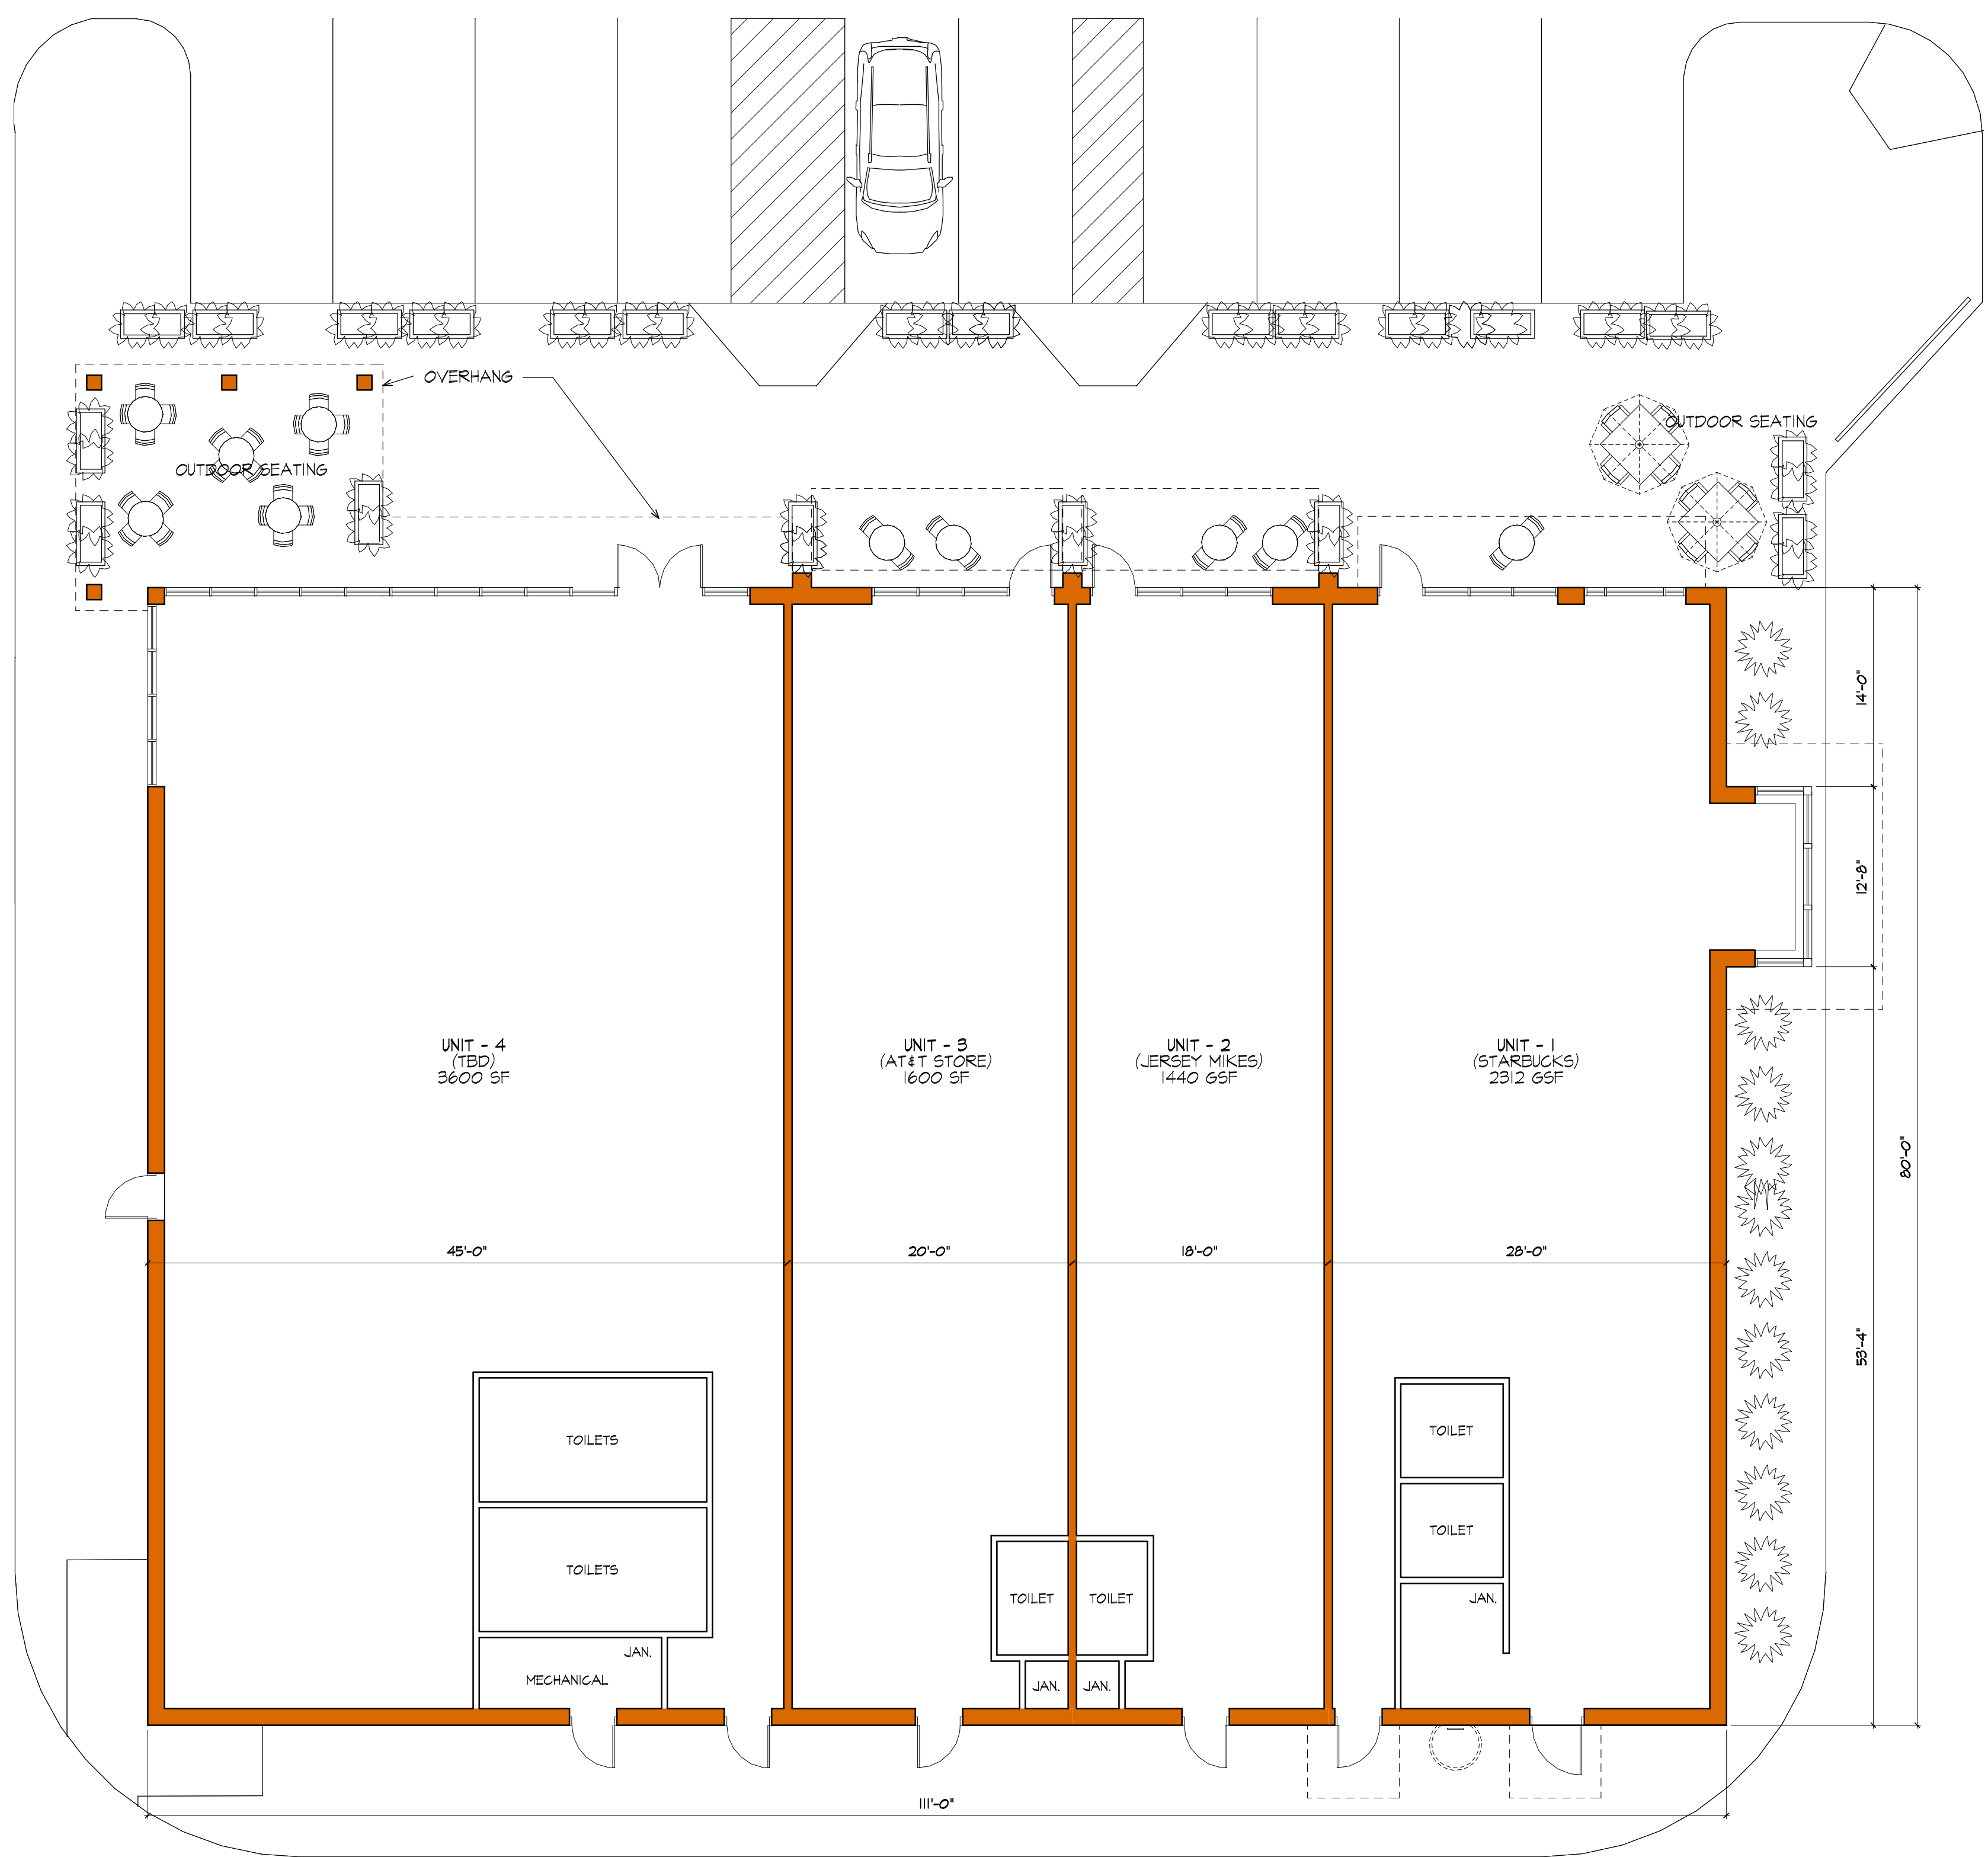 OVERHANG
OUTDOOR SEATING
OUTDOOR SEATING
14'-0"
12'-8"
UNIT - 4
(TBD)
3600 SF
UNIT - 3
(AT&T STORE)
1600 SF
UNIT - 2
(JERSEY MIKES)
1440 GSF
UNIT - 1
(STARBUCKS)
2312 GSF
80'-0"
45'-0"
20'-0"
18'-0"
28'-0"
53'-4"
TOILETS
TOILET
TOILET
TOILETS
TOILET
TOILET
JAN.
JAN.
MECHANICAL
JAN.
JAN.
111'-0"